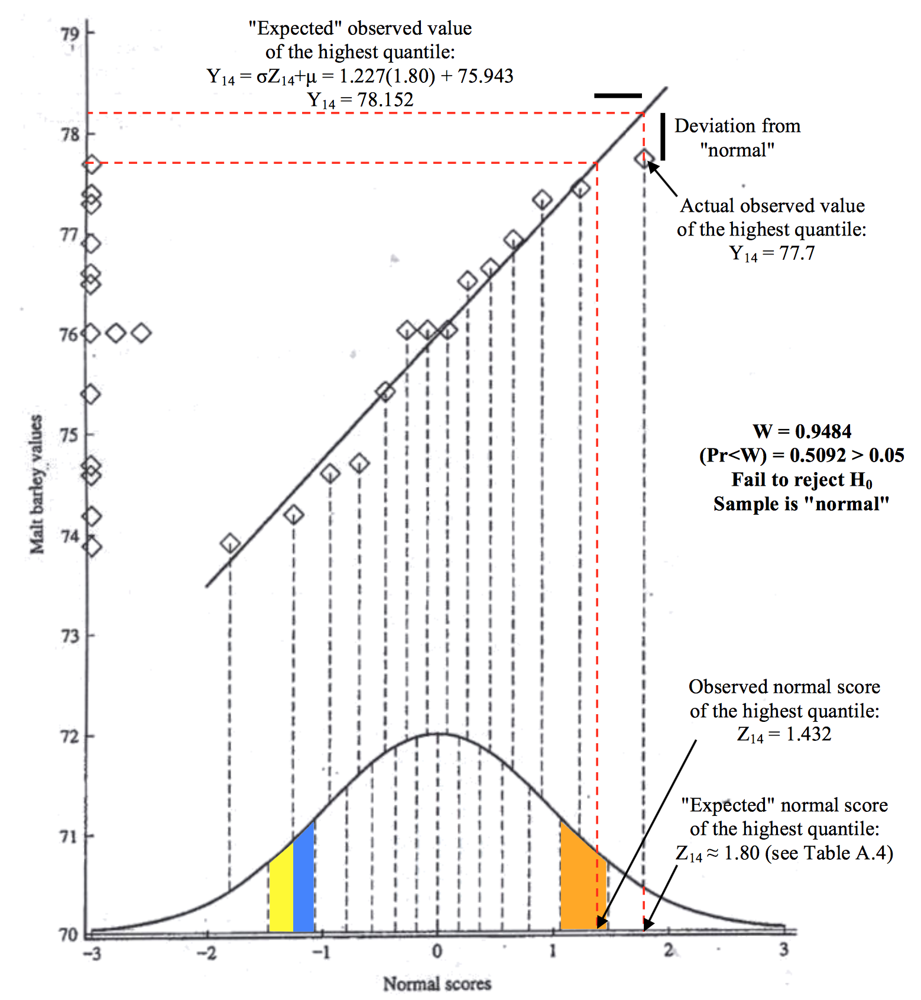 "Expected" observed value
of the highest quantile:
Y₁₄ = σZ₁₄+μ = 1.227(1.80) + 75.943
Y₁₄ = 78.152
Deviation from
"normal"
Actual observed value
of the highest quantile:
Y₁₄ = 77.7
W = 0.9484
(Pr<W) = 0.5092 > 0.05
Fail to reject H₀
Sample is "normal"
Observed normal score
of the highest quantile:
Z₁₄ = 1.432
"Expected" normal score
of the highest quantile:
Z₁₄ ≈ 1.80 (see Table A.4)
Malt barley values
79
78
77
76
75
74
73
72
71
70
-3
-2
-1
0
1
2
3
Normal scores